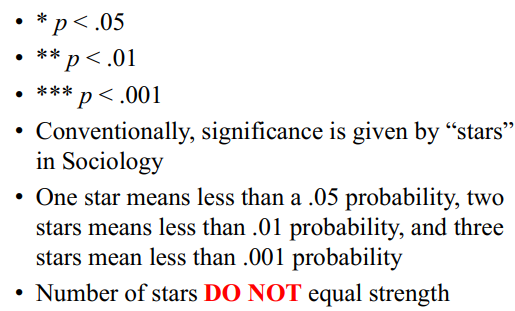 • * p < .05
• ** p < .01
• *** p < .001
• Conventionally, significance is given by “stars”
in Sociology
• One star means less than a .05 probability, two
stars means less than .01 probability, and three
stars mean less than .001 probability
• Number of stars DO NOT equal strength